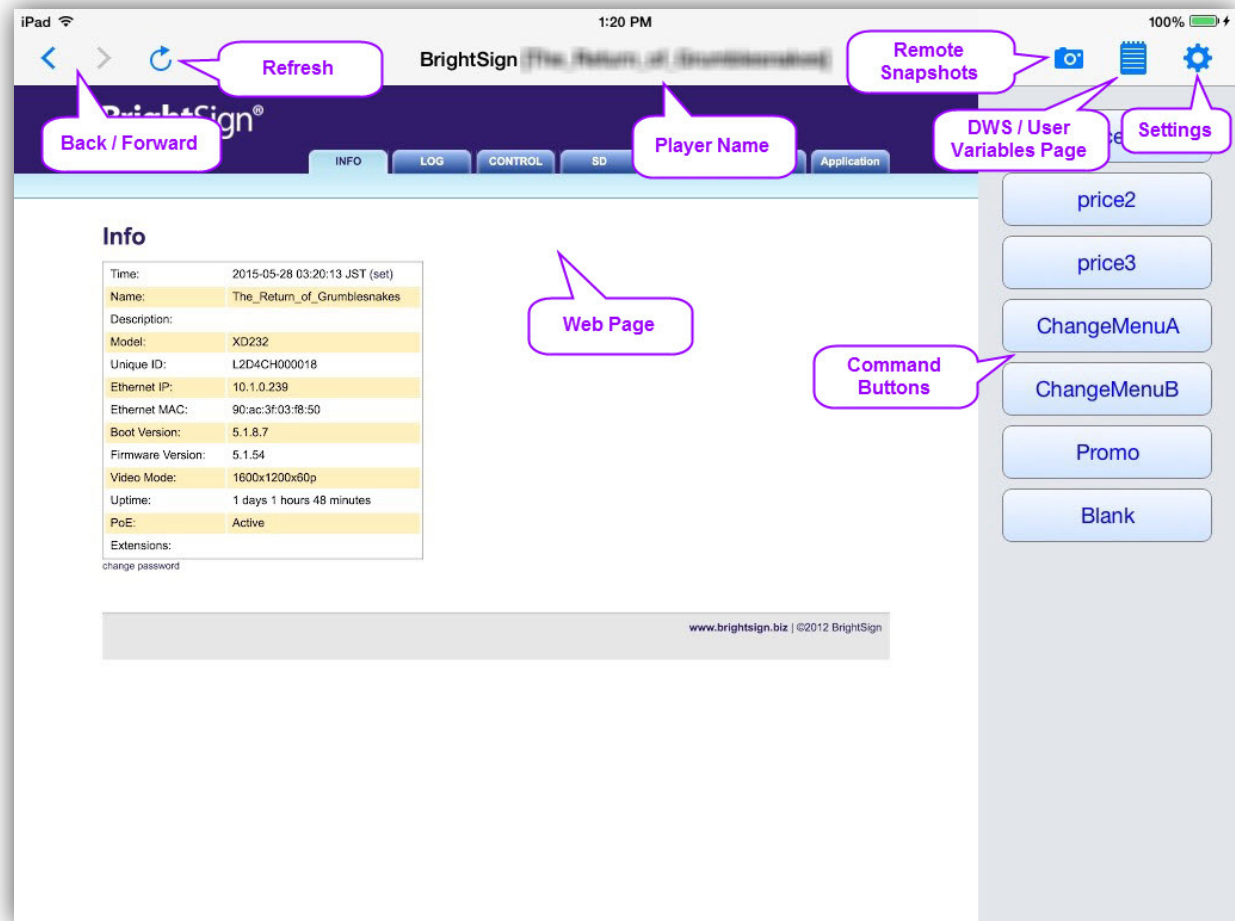 iPad
1:20 PM
100%
Refresh
BrightSign
Remote
Snapshots
Back / Forward
Player Name
DWS / User
Variables Page
Settings
INFO
LOG
CONTROL
SD
Application
price2
Info
price3
Time: 2015-05-28 03:20:13 JST (set)
Name: The_Return_of_Grumblesnakes
Description:
Model: XD232
Unique ID: L2D4CH000018
Ethernet IP: 10.1.0.239
Ethernet MAC: 90:ac:3f:03:f8:50
Boot Version: 5.1.8.7
Firmware Version: 5.1.54
Video Mode: 1600x1200x60p
Uptime: 1 days 1 hours 48 minutes
PoE: Active
Extensions:
change password
Web Page
ChangeMenuA
Command
Buttons
ChangeMenuB
Promo
Blank
www.brightsign.biz | ©2012 BrightSign